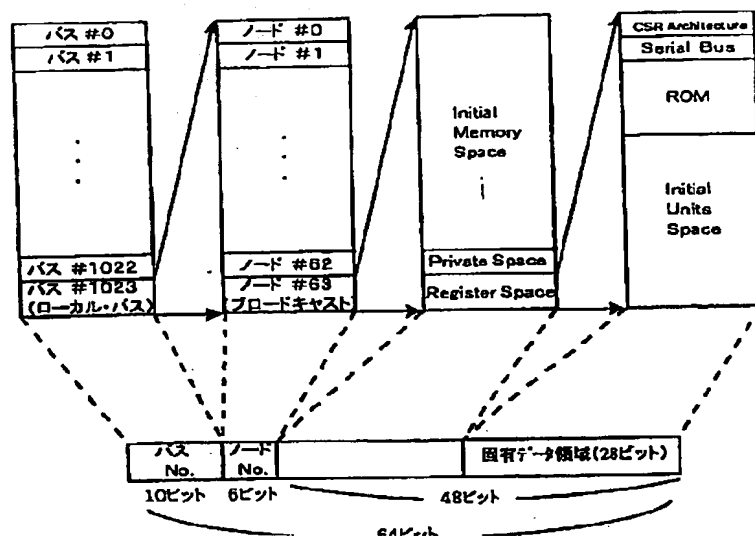 バス #0
バス #1
バス #1022
バス #1023
(ローカル・バス)
ノード #0
ノード #1
ノード #62
ノード #63
(ブロードキャスト)
Initial
Memory
Space
Private Space
Register Space
CSR Architecture
Serial Bus
ROM
Initial
Units
Space
バス
No.
ノード
No.
固有データ領域(28ビット)
10ビット
6ビット
48ビット
64ビット